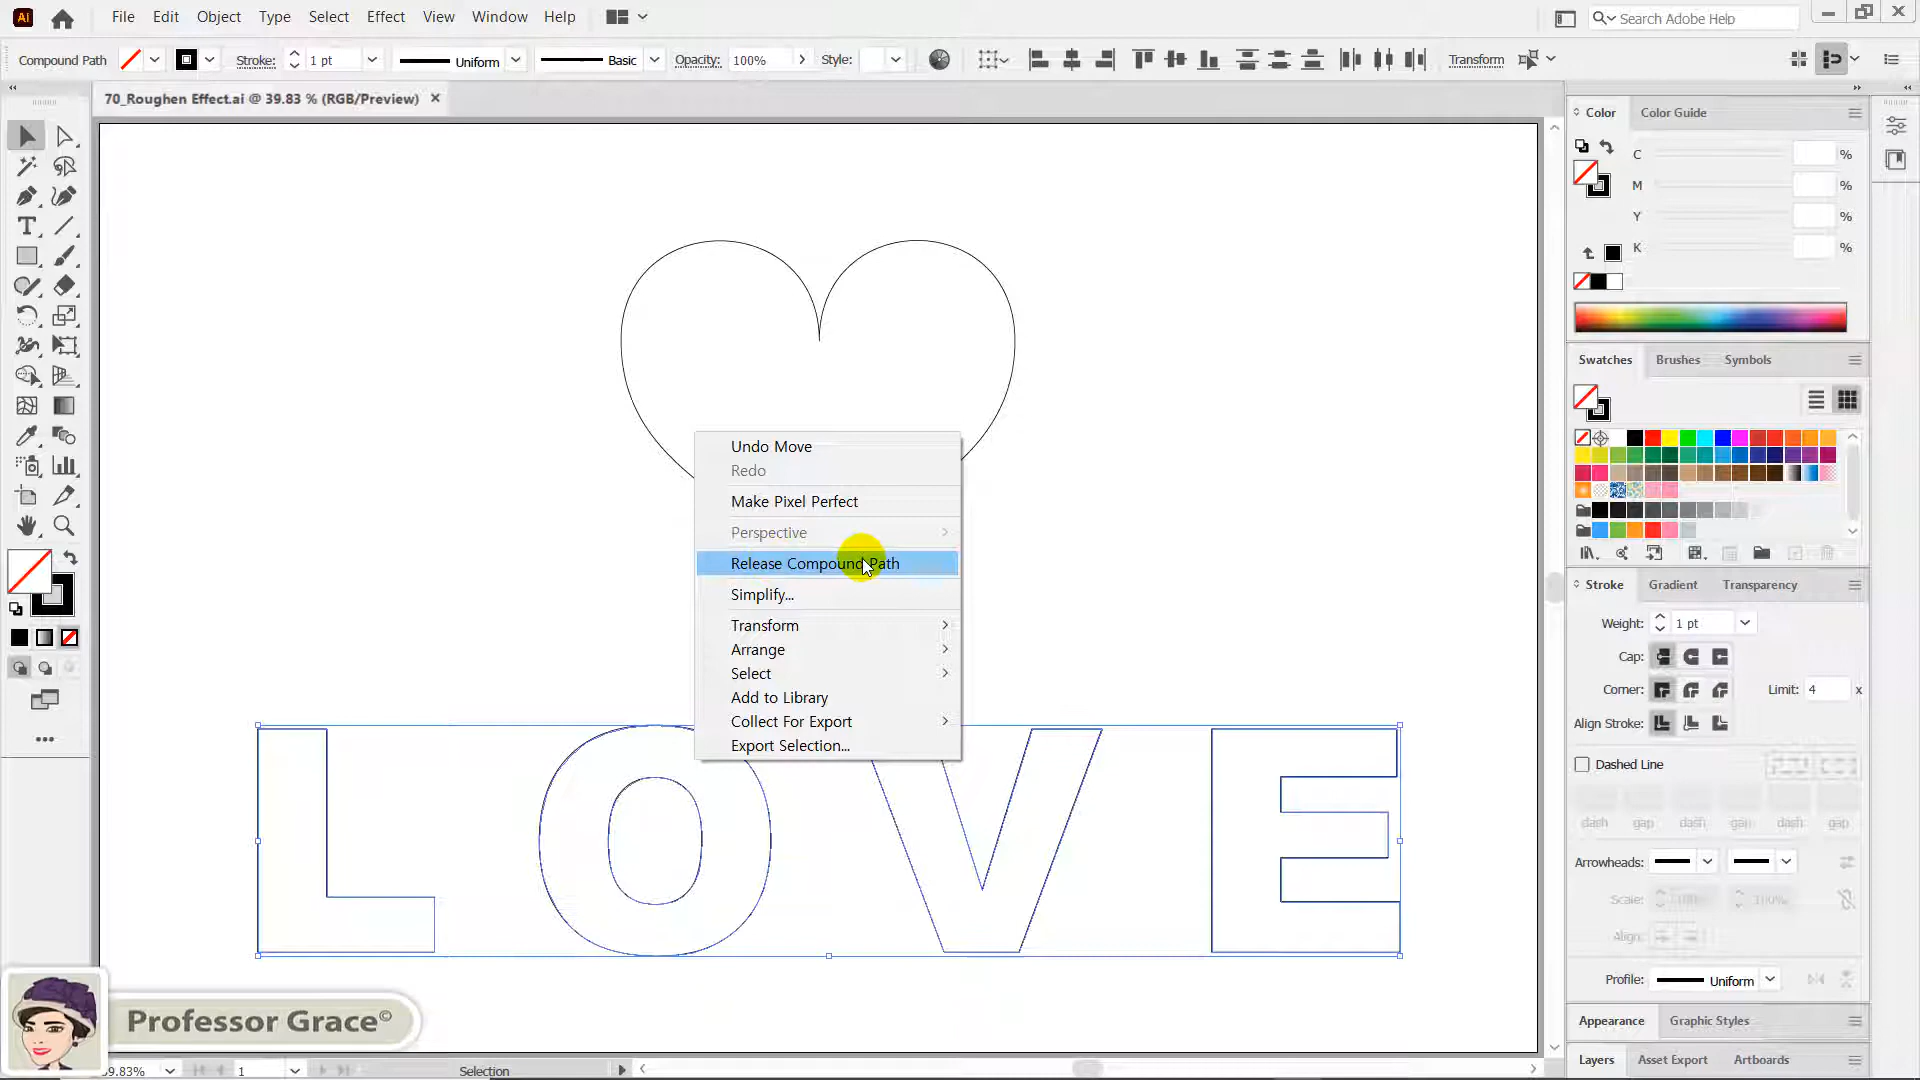 Ai File Edit Object Type Select Effect View Window Help Search Adobe Help
Compound Path Stroke: 1 pt Uniform Basic Opacity: 100% Style: Transform
70_Roughen Effect.ai @ 39.83 % (RGB/Preview)
Color Color Guide
C %
M %
Y %
K %
Swatches Brushes Symbols
Undo Move
Redo
Make Pixel Perfect
Perspective
Release Compound Path
Simplify...
Transform
Arrange
Select
Add to Library
Collect For Export
Export Selection...
LOVE
Stroke Gradient Transparency
Weight: 1 pt
Cap:
Corner: Limit: 4 x
Align Stroke:
Dashed Line
dash gap dash gap dash gap
Arrowheads:
Scale: 100% 100%
Align:
Profile: Uniform
Appearance Graphic Styles
Layers Asset Export Artboards
Professor Grace©
39.83% 1 Selection